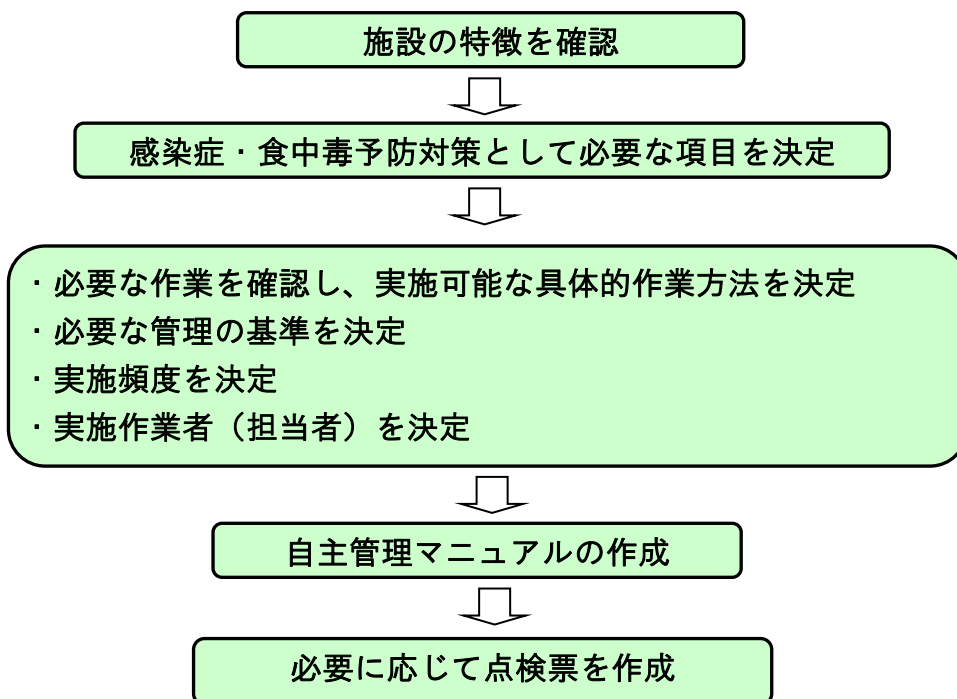 施設の特徴を確認
感染症・食中毒予防対策として必要な項目を決定
・必要な作業を確認し、実施可能な具体的作業方法を決定
・必要な管理の基準を決定
・実施頻度を決定
・実施作業者（担当者）を決定
自主管理マニュアルの作成
必要に応じて点検票を作成